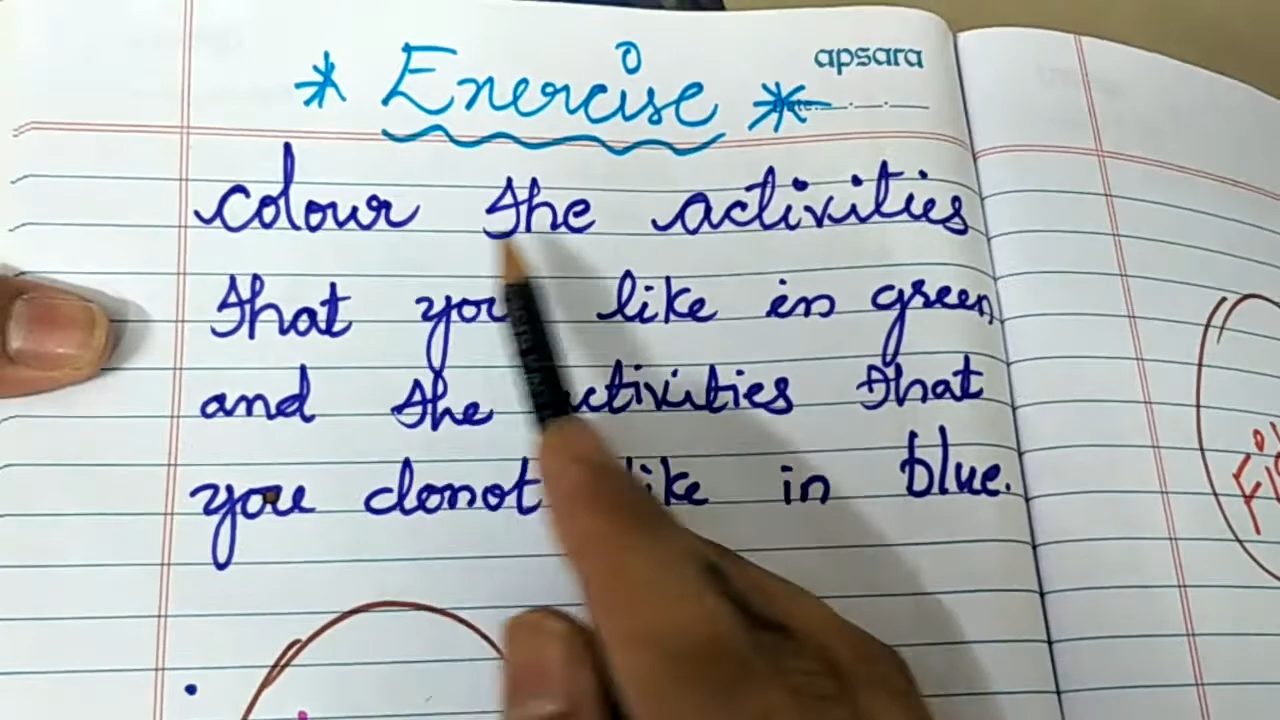 * Exercise *
apsara
Date
colour the activities
that you like in green
and the activities that
you donot like in blue.